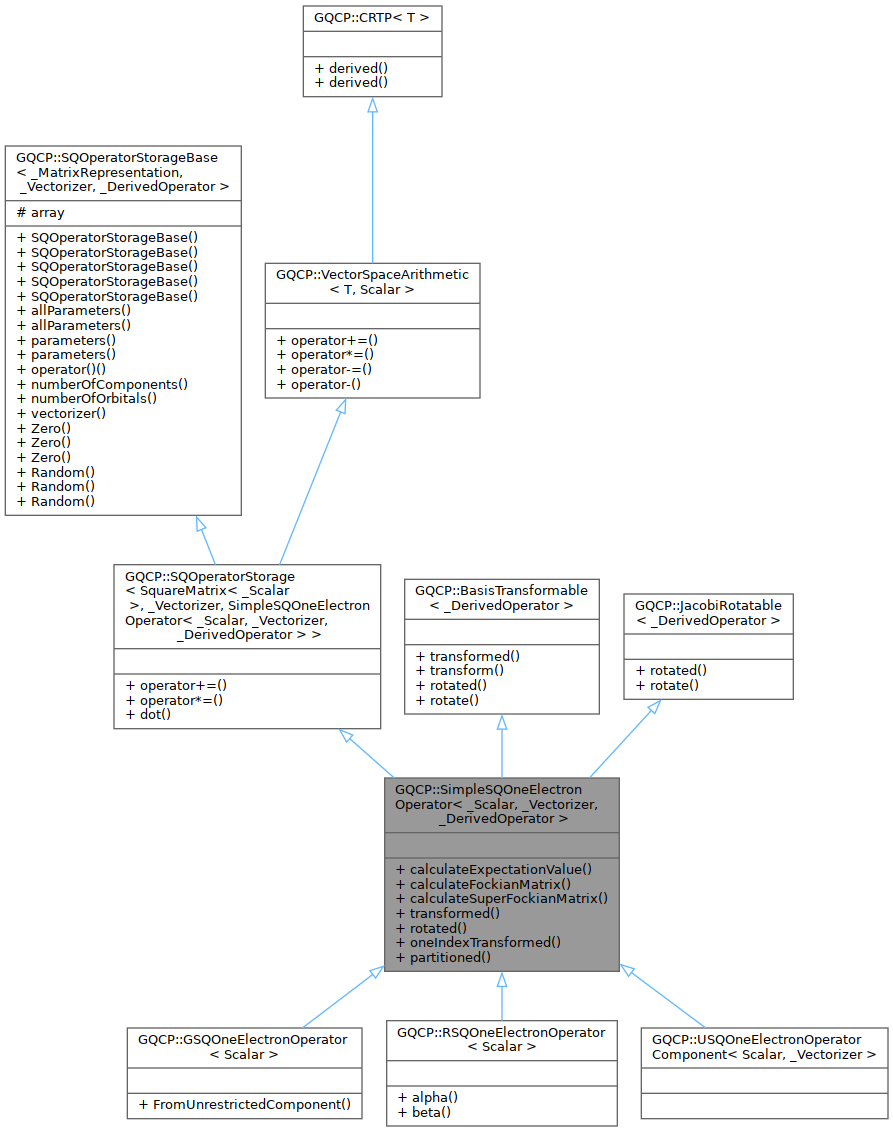 GQCP::CRTP< T >
+ derived()
+ derived()
GQCP::SQOperatorStorageBase
< _MatrixRepresentation,
_Vectorizer, _DerivedOperator >
# array
+ SQOperatorStorageBase()
+ SQOperatorStorageBase()
+ SQOperatorStorageBase()
+ SQOperatorStorageBase()
+ SQOperatorStorageBase()
+ allParameters()
+ allParameters()
+ parameters()
+ parameters()
+ operator()()
+ numberOfComponents()
+ numberOfOrbitals()
+ vectorizer()
+ Zero()
+ Zero()
+ Zero()
+ Random()
+ Random()
+ Random()
GQCP::VectorSpaceArithmetic
< T, Scalar >
+ operator+=()
+ operator*=()
+ operator-=()
+ operator-()
GQCP::SQOperatorStorage
< SquareMatrix< _Scalar
>, _Vectorizer, SimpleSQOneElectron
Operator< _Scalar, _Vectorizer,
_DerivedOperator > >
+ operator+=()
+ operator*=()
+ dot()
GQCP::BasisTransformable
< _DerivedOperator >
+ transformed()
+ transform()
+ rotated()
+ rotate()
GQCP::JacobiRotatable
< _DerivedOperator >
+ rotated()
+ rotate()
GQCP::SimpleSQOneElectron
Operator< _Scalar, _Vectorizer,
_DerivedOperator >
+ calculateExpectationValue()
+ calculateFockianMatrix()
+ calculateSuperFockianMatrix()
+ transformed()
+ rotated()
+ oneIndexTransformed()
+ partitioned()
GQCP::GSQOneElectronOperator
< Scalar >
+ FromUnrestrictedComponent()
GQCP::RSQOneElectronOperator
< Scalar >
+ alpha()
+ beta()
GQCP::USQOneElectronOperator
Component< Scalar, _Vectorizer >